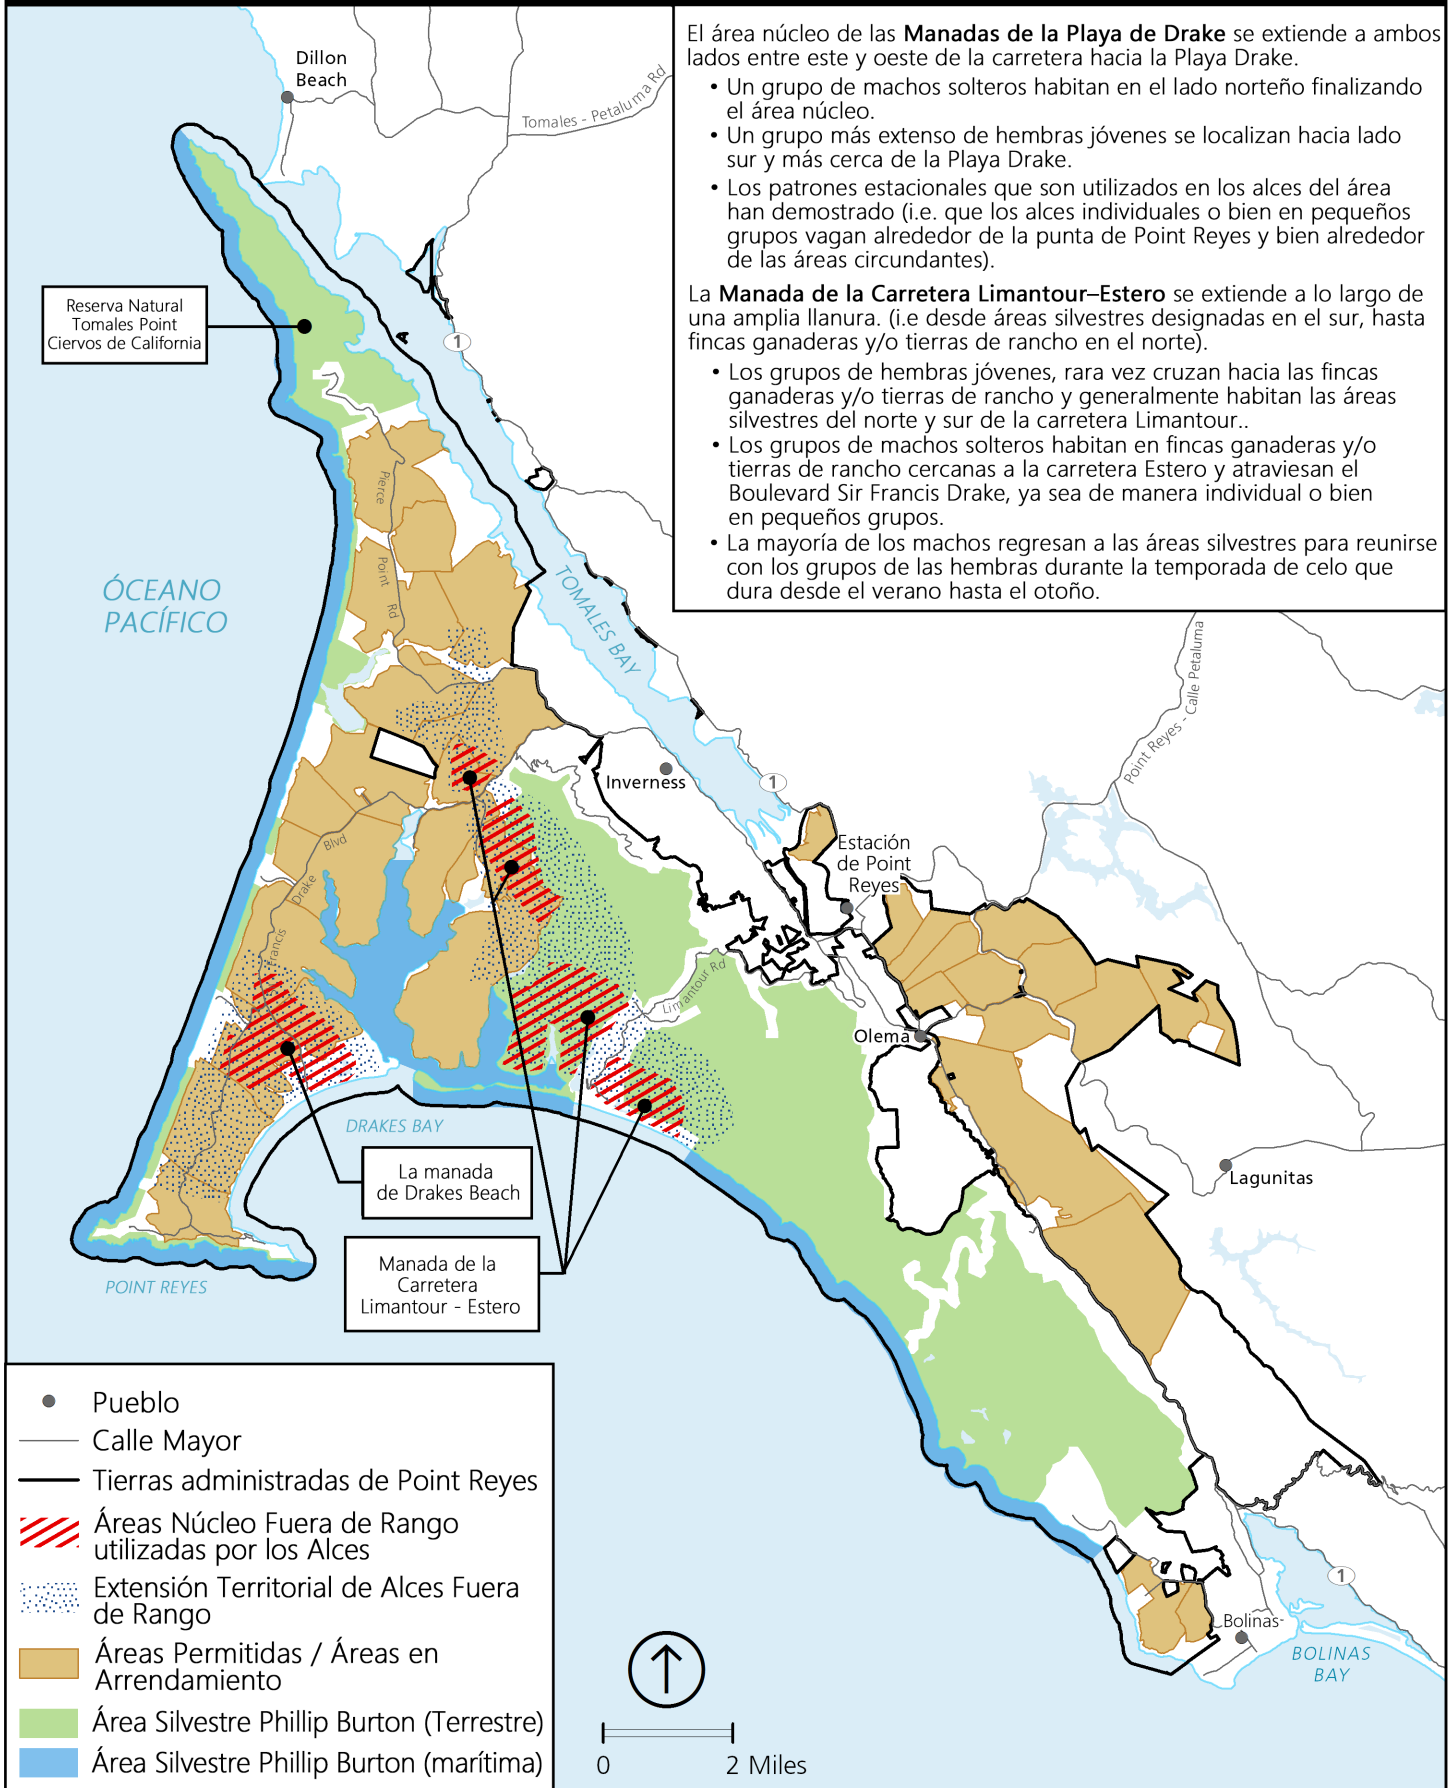 El área núcleo de las Manadas de la Playa de Drake se extiende a ambos
lados entre este y oeste de la carretera hacia la Playa Drake.
• Un grupo de machos solteros habitan en el lado norteño finalizando
el área núcleo.
• Un grupo más extenso de hembras jóvenes se localizan hacia lado
sur y más cerca de la Playa Drake.
• Los patrones estacionales que son utilizados en los alces del área
han demostrado (i.e. que los alces individuales o bien en pequeños
grupos vagan alrededor de la punta de Point Reyes y bien alrededor
de las áreas circundantes).
La Manada de la Carretera Limantour–Estero se extiende a lo largo de
una amplia llanura. (i.e desde áreas silvestres designadas en el sur, hasta
fincas ganaderas y/o tierras de rancho en el norte).
• Los grupos de hembras jóvenes, rara vez cruzan hacia las fincas
ganaderas y/o tierras de rancho y generalmente habitan las áreas
silvestres del norte y sur de la carretera Limantour..
• Los grupos de machos solteros habitan en fincas ganaderas y/o
tierras de rancho cercanas a la carretera Estero y atraviesan el
Boulevard Sir Francis Drake, ya sea de manera individual o bien
en pequeños grupos.
• La mayoría de los machos regresan a las áreas silvestres para reunirse
con los grupos de las hembras durante la temporada de celo que
dura desde el verano hasta el otoño.
Dillon
Beach
Tomales - Petaluma Rd
Reserva Natural
Tomales Point
Ciervos de California
1
Pierce
Point
Rd
ÓCEANO
PACÍFICO
TOMALES BAY
Point Reyes - Calle Petaluma
Inverness
1
Estación
de Point
Reyes
Blvd
Drake
Francis
Limantour Rd
Olema
DRAKES BAY
La manada
de Drakes Beach
Lagunitas
Manada de la
Carretera
Limantour - Estero
POINT REYES
Pueblo
Calle Mayor
Tierras administradas de Point Reyes
Áreas Núcleo Fuera de Rango
utilizadas por los Alces
Extensión Territorial de Alces Fuera
de Rango
Áreas Permitidas / Áreas en
Arrendamiento
Área Silvestre Phillip Burton (Terrestre)
Área Silvestre Phillip Burton (marítima)
0 2 Miles
1
Bolinas
BOLINAS
BAY